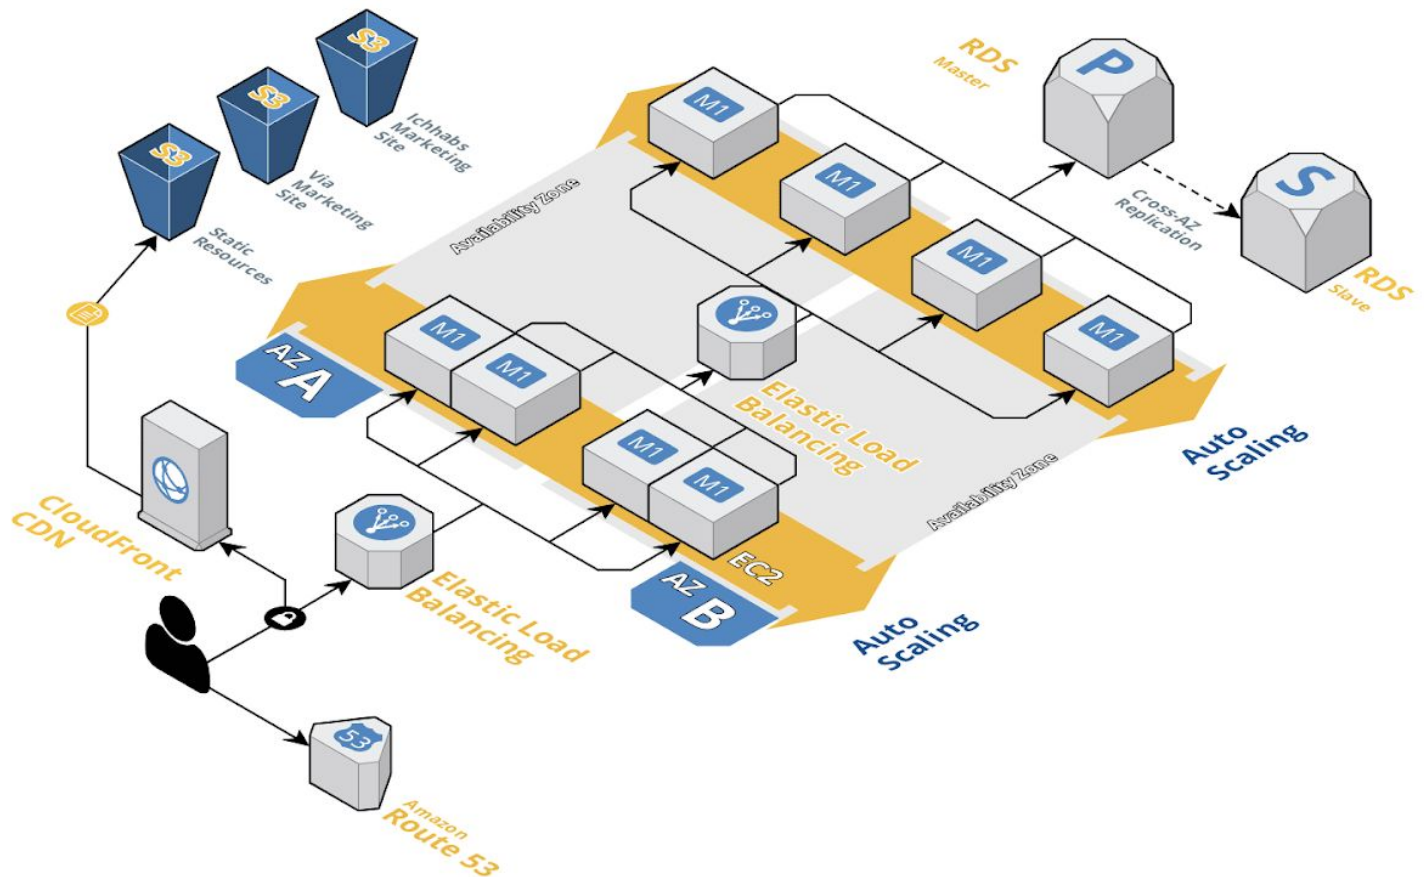 S3
Ichhabs
Marketing
Site
S3
Via
Marketing
Site
S3
Static
Resources
RDS
Master
P
Cross-AZ
Replication
S
RDS
Slave
Availability Zone
M1
M1
M1
M1
AZ
A
M1
M1
M1
M1
Elastic Load
Balancing
Availability Zone
Auto
Scaling
EC2
AZ
B
Auto
Scaling
CloudFront
CDN
Elastic Load
Balancing
53
Amazon
Route 53